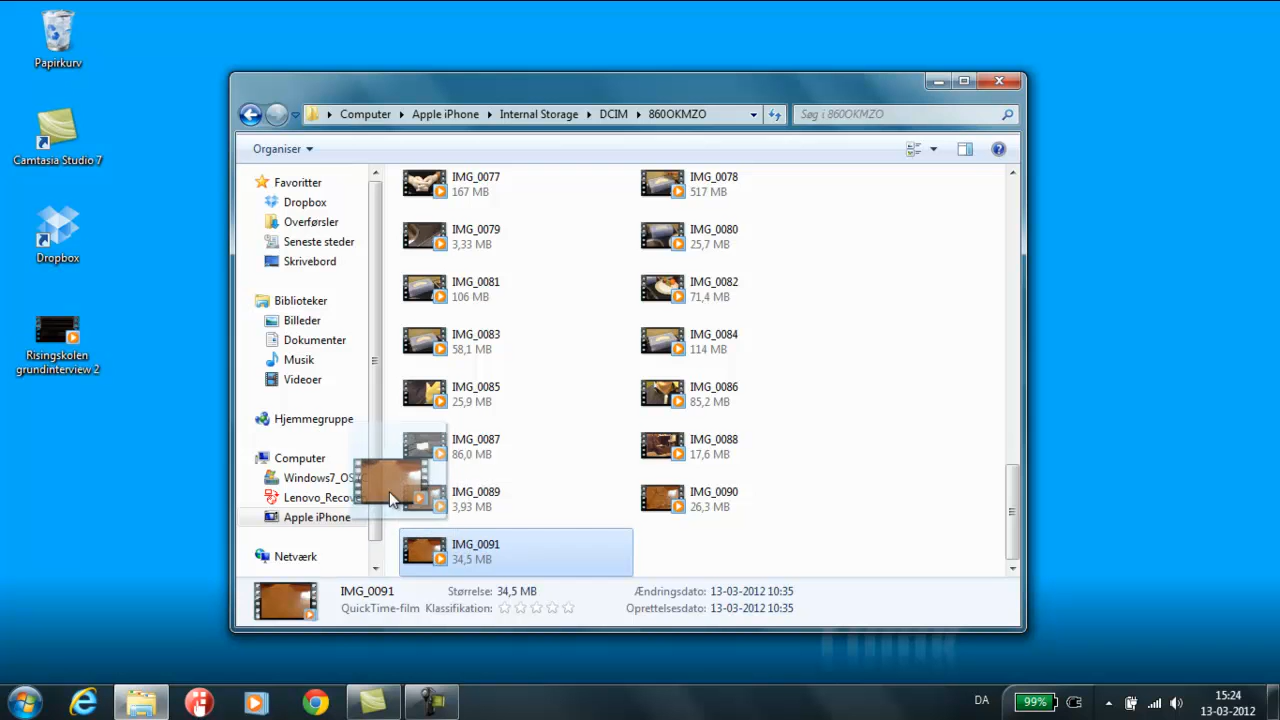 Papirkurv
Camtasia Studio 7
Dropbox
Risingskolen
grundinterview 2
Computer
Apple iPhone
Internal Storage
DCIM
860OKMZO
Søg i 860OKMZO
Organiser
Favoritter
Dropbox
Overførsler
Seneste steder
Skrivebord
Biblioteker
Billeder
Dokumenter
Musik
Videoer
Hjemmegruppe
Computer
Windows7_OS
Lenovo_Recov
Apple iPhone
Netværk
IMG_0077
167 MB
IMG_0078
517 MB
IMG_0079
3,33 MB
IMG_0080
25,7 MB
IMG_0081
106 MB
IMG_0082
71,4 MB
IMG_0083
58,1 MB
IMG_0084
114 MB
IMG_0085
25,9 MB
IMG_0086
85,2 MB
IMG_0087
86,0 MB
IMG_0088
17,6 MB
IMG_0089
3,93 MB
IMG_0090
26,3 MB
IMG_0091
34,5 MB
IMG_0091 Størrelse: 34,5 MB Ændringsdato: 13-03-2012 10:35
QuickTime-film Klassifikation: Oprettelsesdato: 13-03-2012 10:35
DA
99%
15:24
13-03-2012